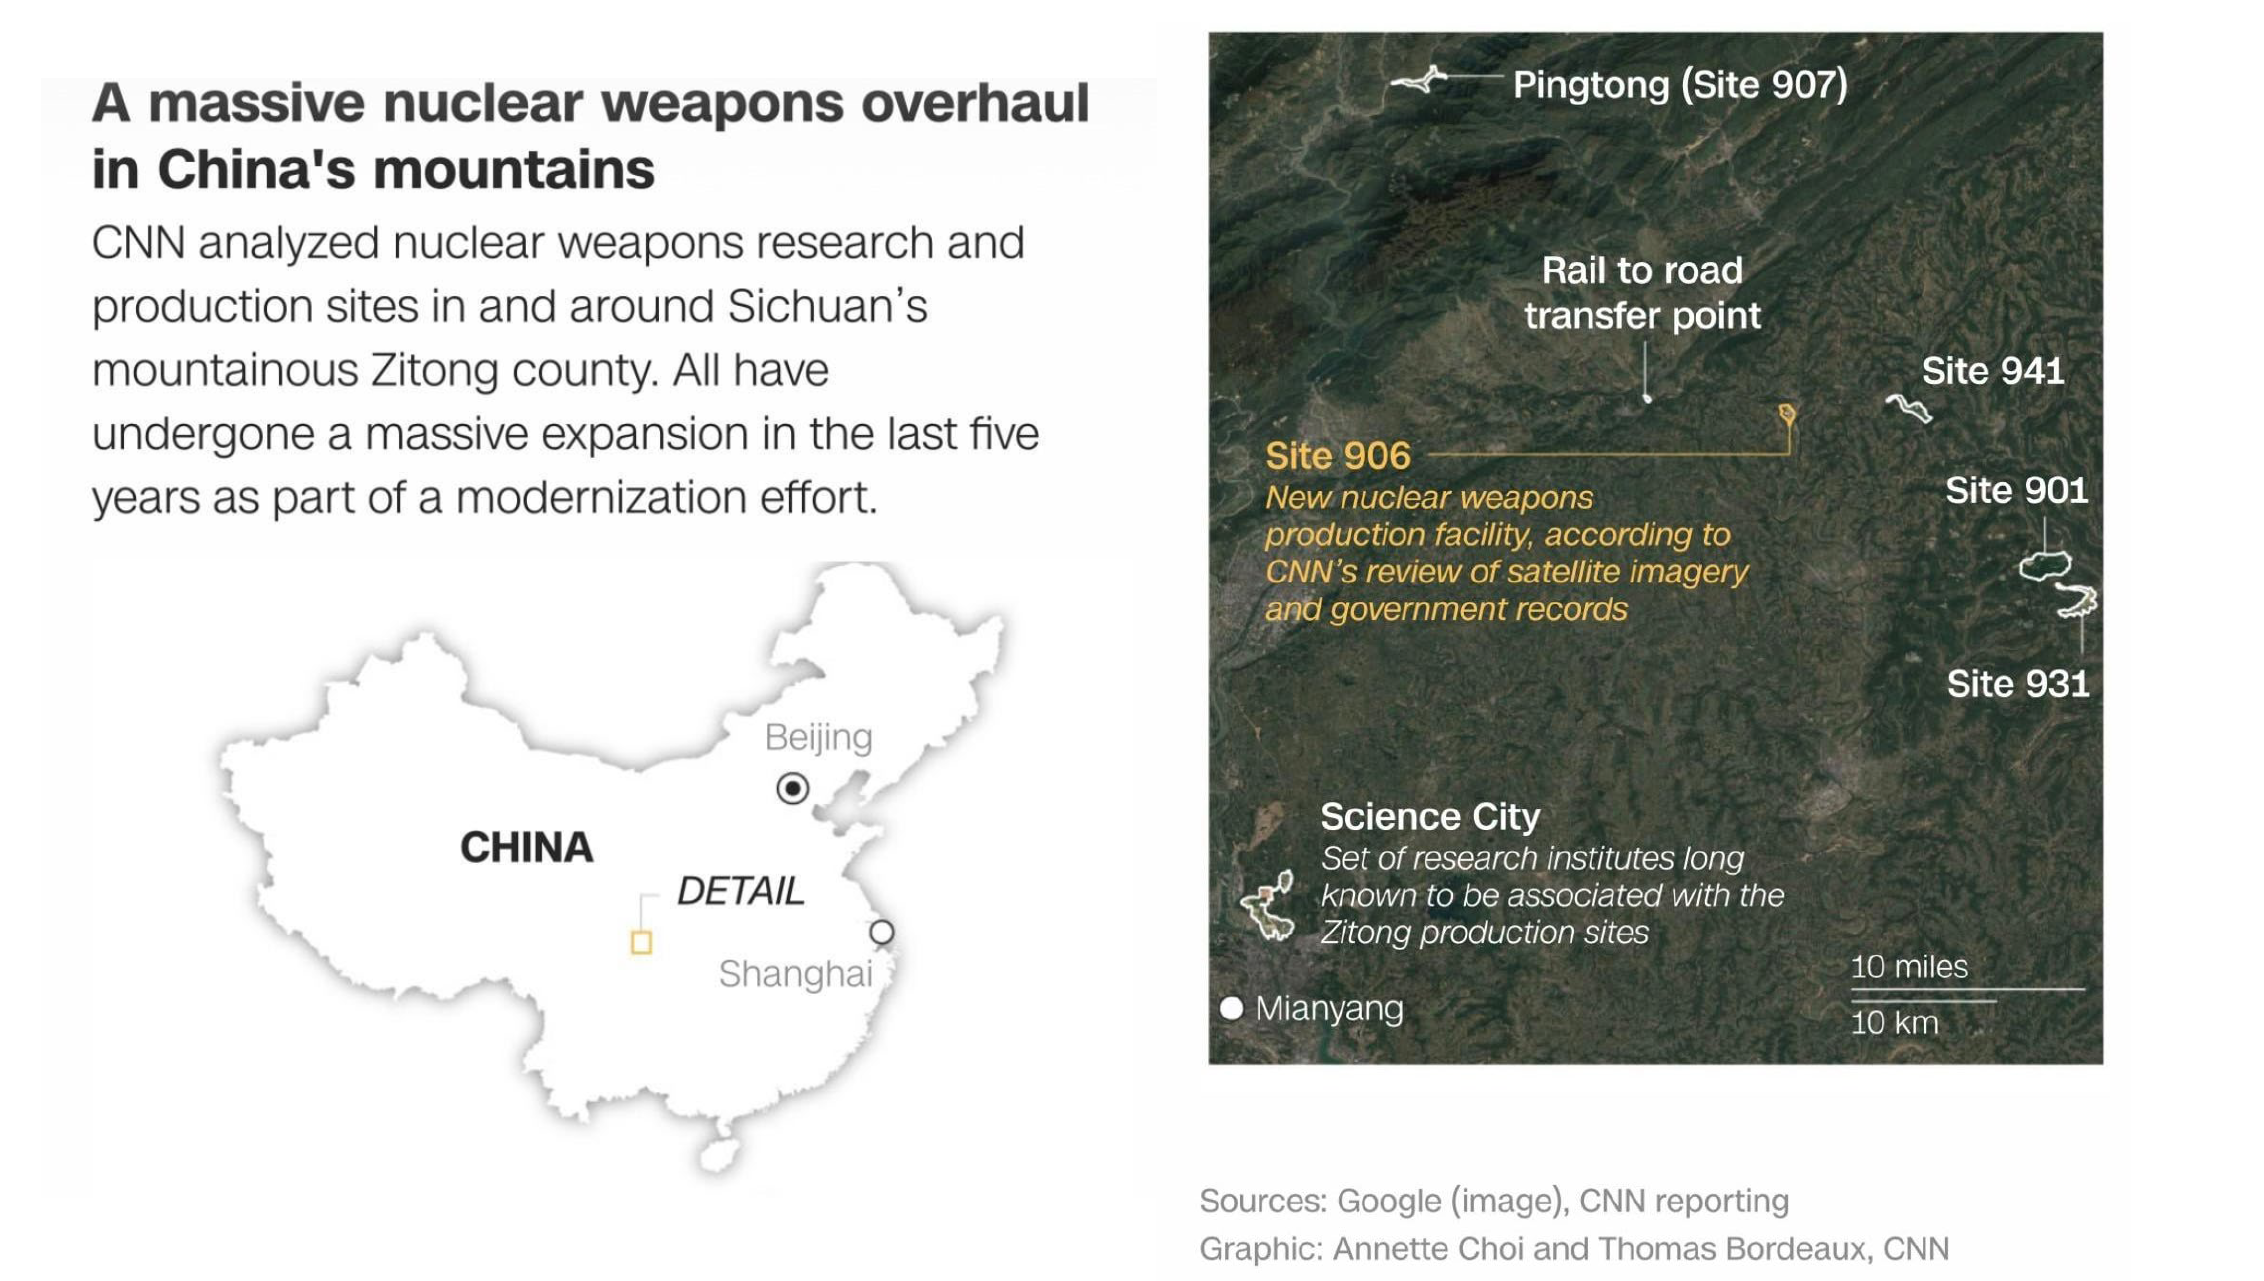 A massive nuclear weapons overhaul
in China's mountains
CNN analyzed nuclear weapons research and
production sites in and around Sichuan's
mountainous Zitong county. All have
undergone a massive expansion in the last five
years as part of a modernization effort.
Beijing
CHINA
DETAIL
Shanghai
Pingtong (Site 907)
Rail to road
transfer point
Site 941
Site 906
New nuclear weapons
production facility, according to
CNN's review of satellite imagery
and government records
Site 901
Site 931
Science City
Set of research institutes long
known to be associated with the
Zitong production sites
10 miles
10 km
Mianyang
Sources: Google (image), CNN reporting
Graphic: Annette Choi and Thomas Bordeaux, CNN